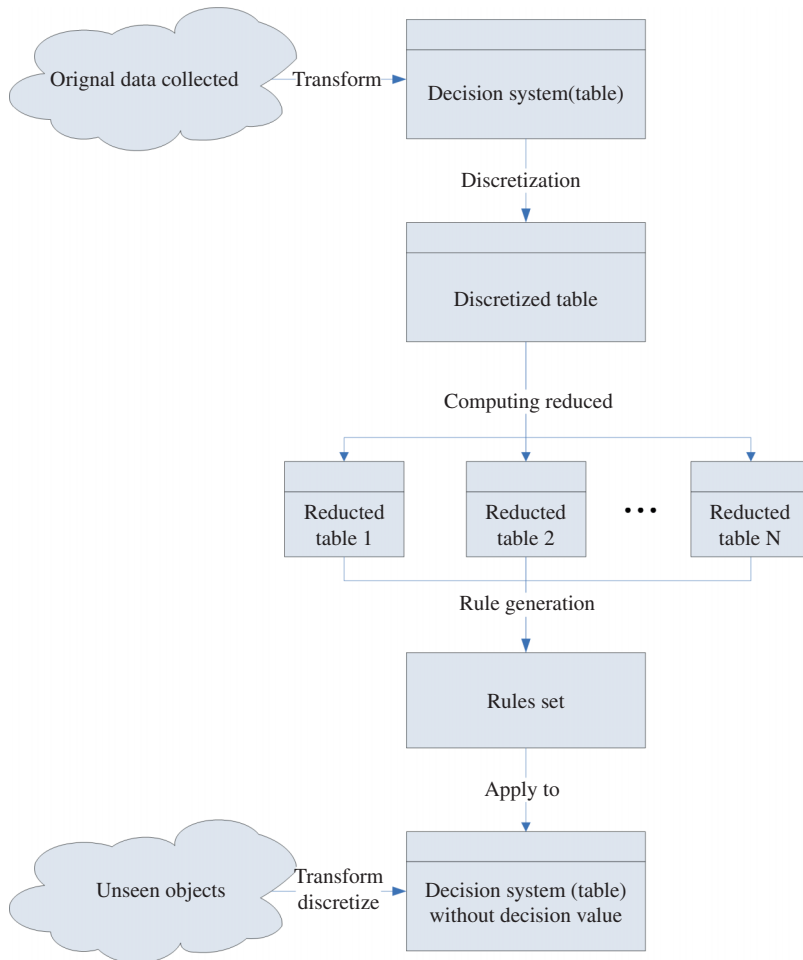 Orignal data collected
Transform
Decision system(table)
Discretization
Discretized table
Computing reduced
Reducted
table 1
Reducted
table 2
• • •
Reducted
table N
Rule generation
Rules set
Apply to
Unseen objects
Transform
discretize
Decision system (table)
without decision value